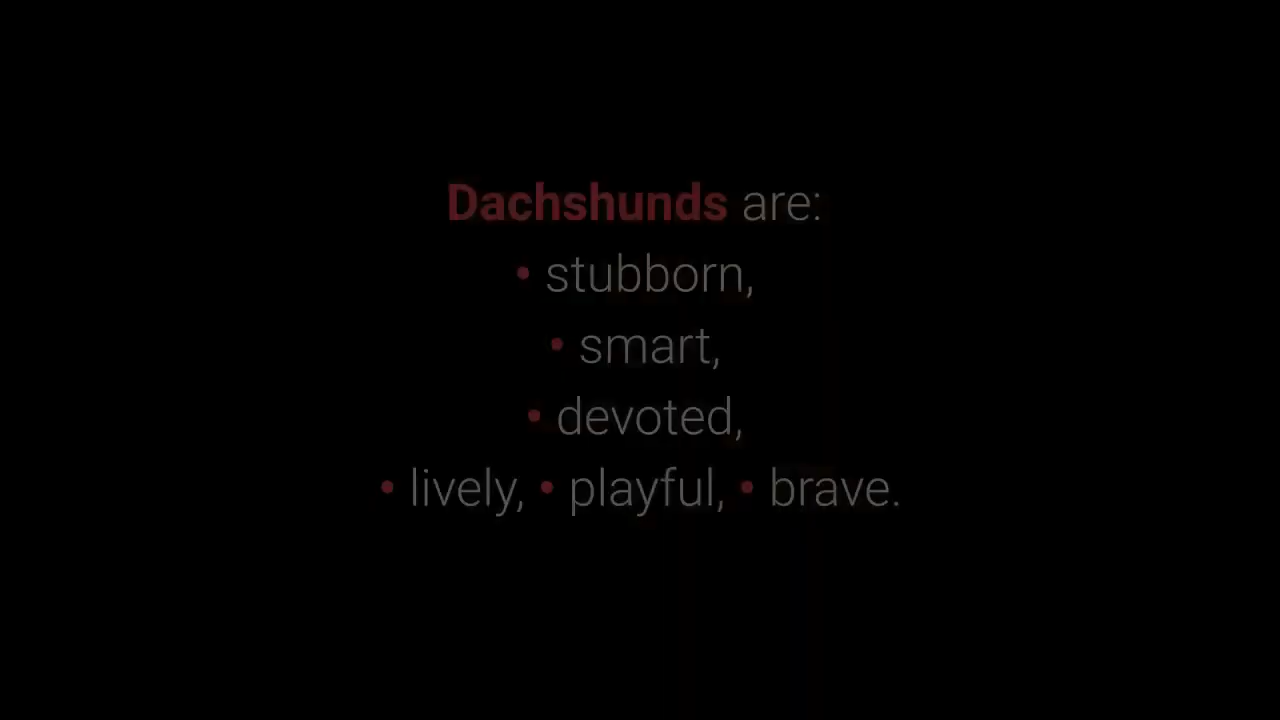 Dachshunds are:
• stubborn,
• smart,
• devoted,
• lively, • playful, • brave.